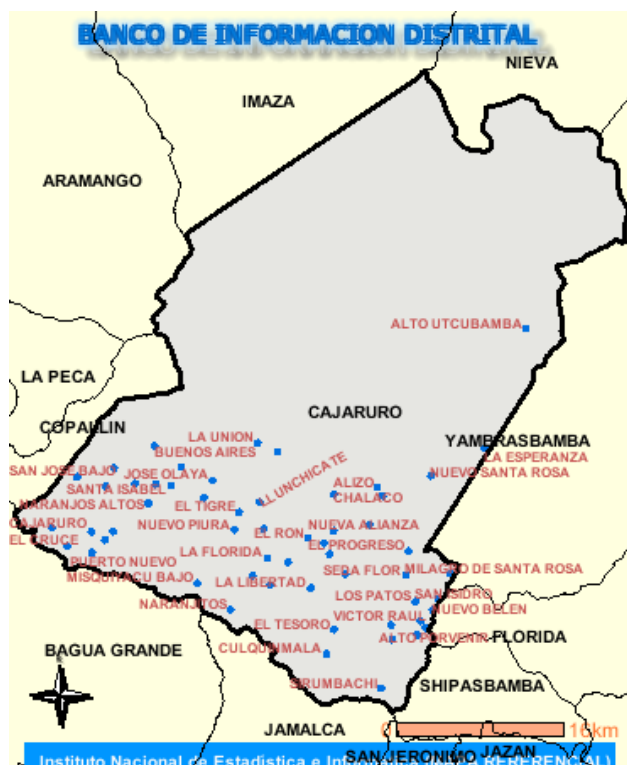 BANCO DE INFORMACION DISTRITAL
NIEVA
IMAZA
ARAMANGO
ALTO UTCUBAMBA
LA PECA
CAJARURO
COPALLIN
LA UNION
YAMBRASBAMBA
BUENOS AIRES
LA ESPERANZA
SAN JOSE BAJO
JOSE OLAYA
NUEVO SANTA ROSA
SANTA ISABEL
LLUNCHICATE
ALIZO
CHALACO
NARANJOS ALTOS
EL TIGRE
CAJARURO
NUEVO PIURA
NUEVA ALIANZA
EL CRUCE
EL RON
LA FLORIDA
EL PROGRESO
PUERTO NUEVO
MISQUIYACU BAJO
LA LIBERTAD
SEDA FLOR
MILAGRO DE SANTA ROSA
NARANJITOS
LOS PATOS
SAN ISIDRO
VICTOR RAUL
NUEVO BELEN
EL TESORO
ALTO PORVENIR
FLORIDA
BAGUA GRANDE
CULQUIMALA
SIRUMBACHI
SHIPASBAMBA
JAMALCA
0
16km
SAN JERONIMO
JAZAN
Instituto Nacional de Estadística e